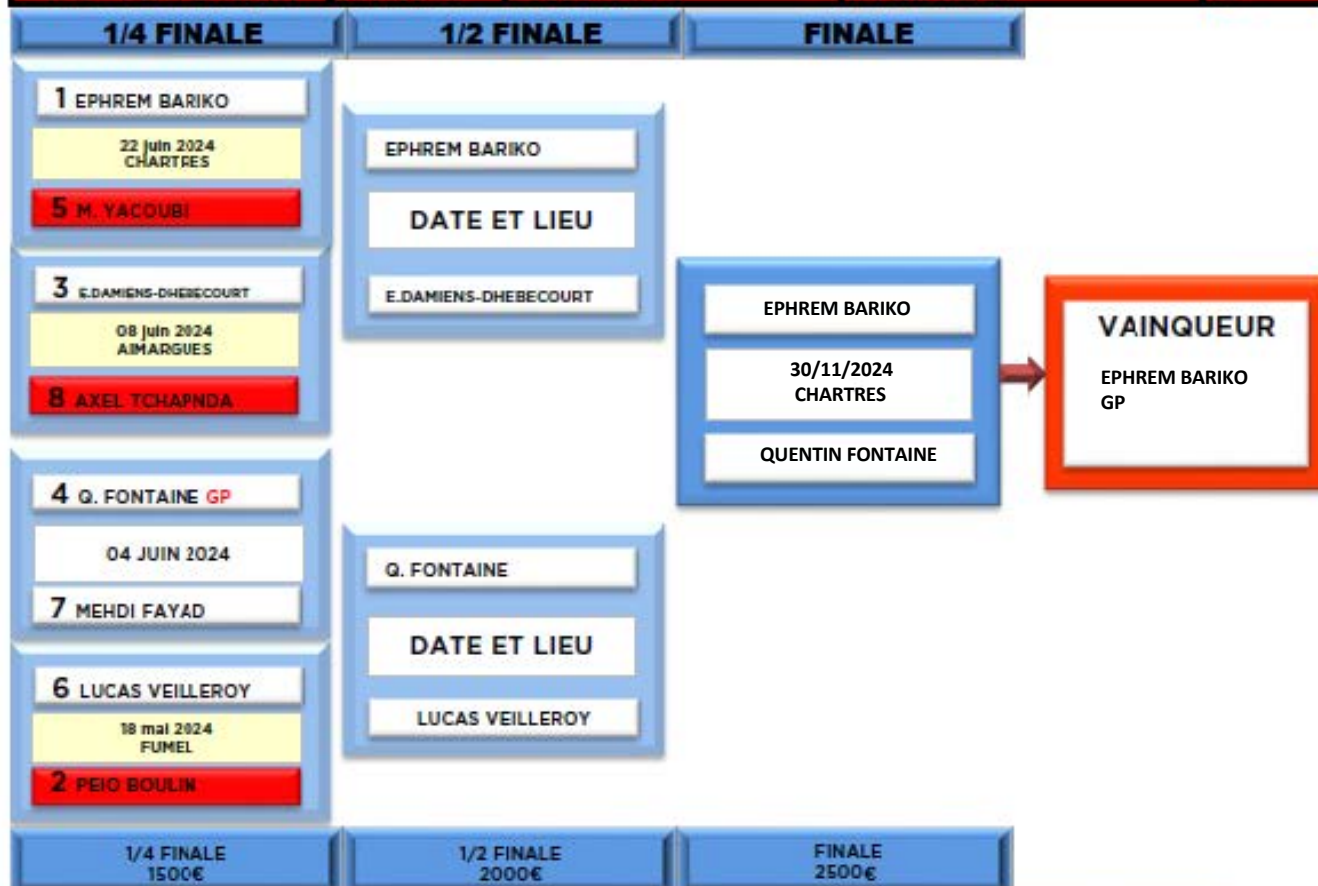 1/4 FINALE
1/2 FINALE
FINALE
1 EPHREM BARIKO
22 juin 2024
CHARTRES
5 M. YACOUBI
3 E.DAMIENS-DHEBECOURT
08 juin 2024
AIMARGUES
8 AXEL TCHAPNDA
4 Q. FONTAINE GP
04 JUIN 2024
7 MEHDI FAYAD
6 LUCAS VEILLEROY
18 mai 2024
FUMEL
2 PEIO BOULIN
EPHREM BARIKO
DATE ET LIEU
E.DAMIENS-DHEBECOURT
Q. FONTAINE
DATE ET LIEU
LUCAS VEILLEROY
EPHREM BARIKO
30/11/2024
CHARTRES
QUENTIN FONTAINE
VAINQUEUR
EPHREM BARIKO
GP
1/4 FINALE
1500€
1/2 FINALE
2000€
FINALE
2500€